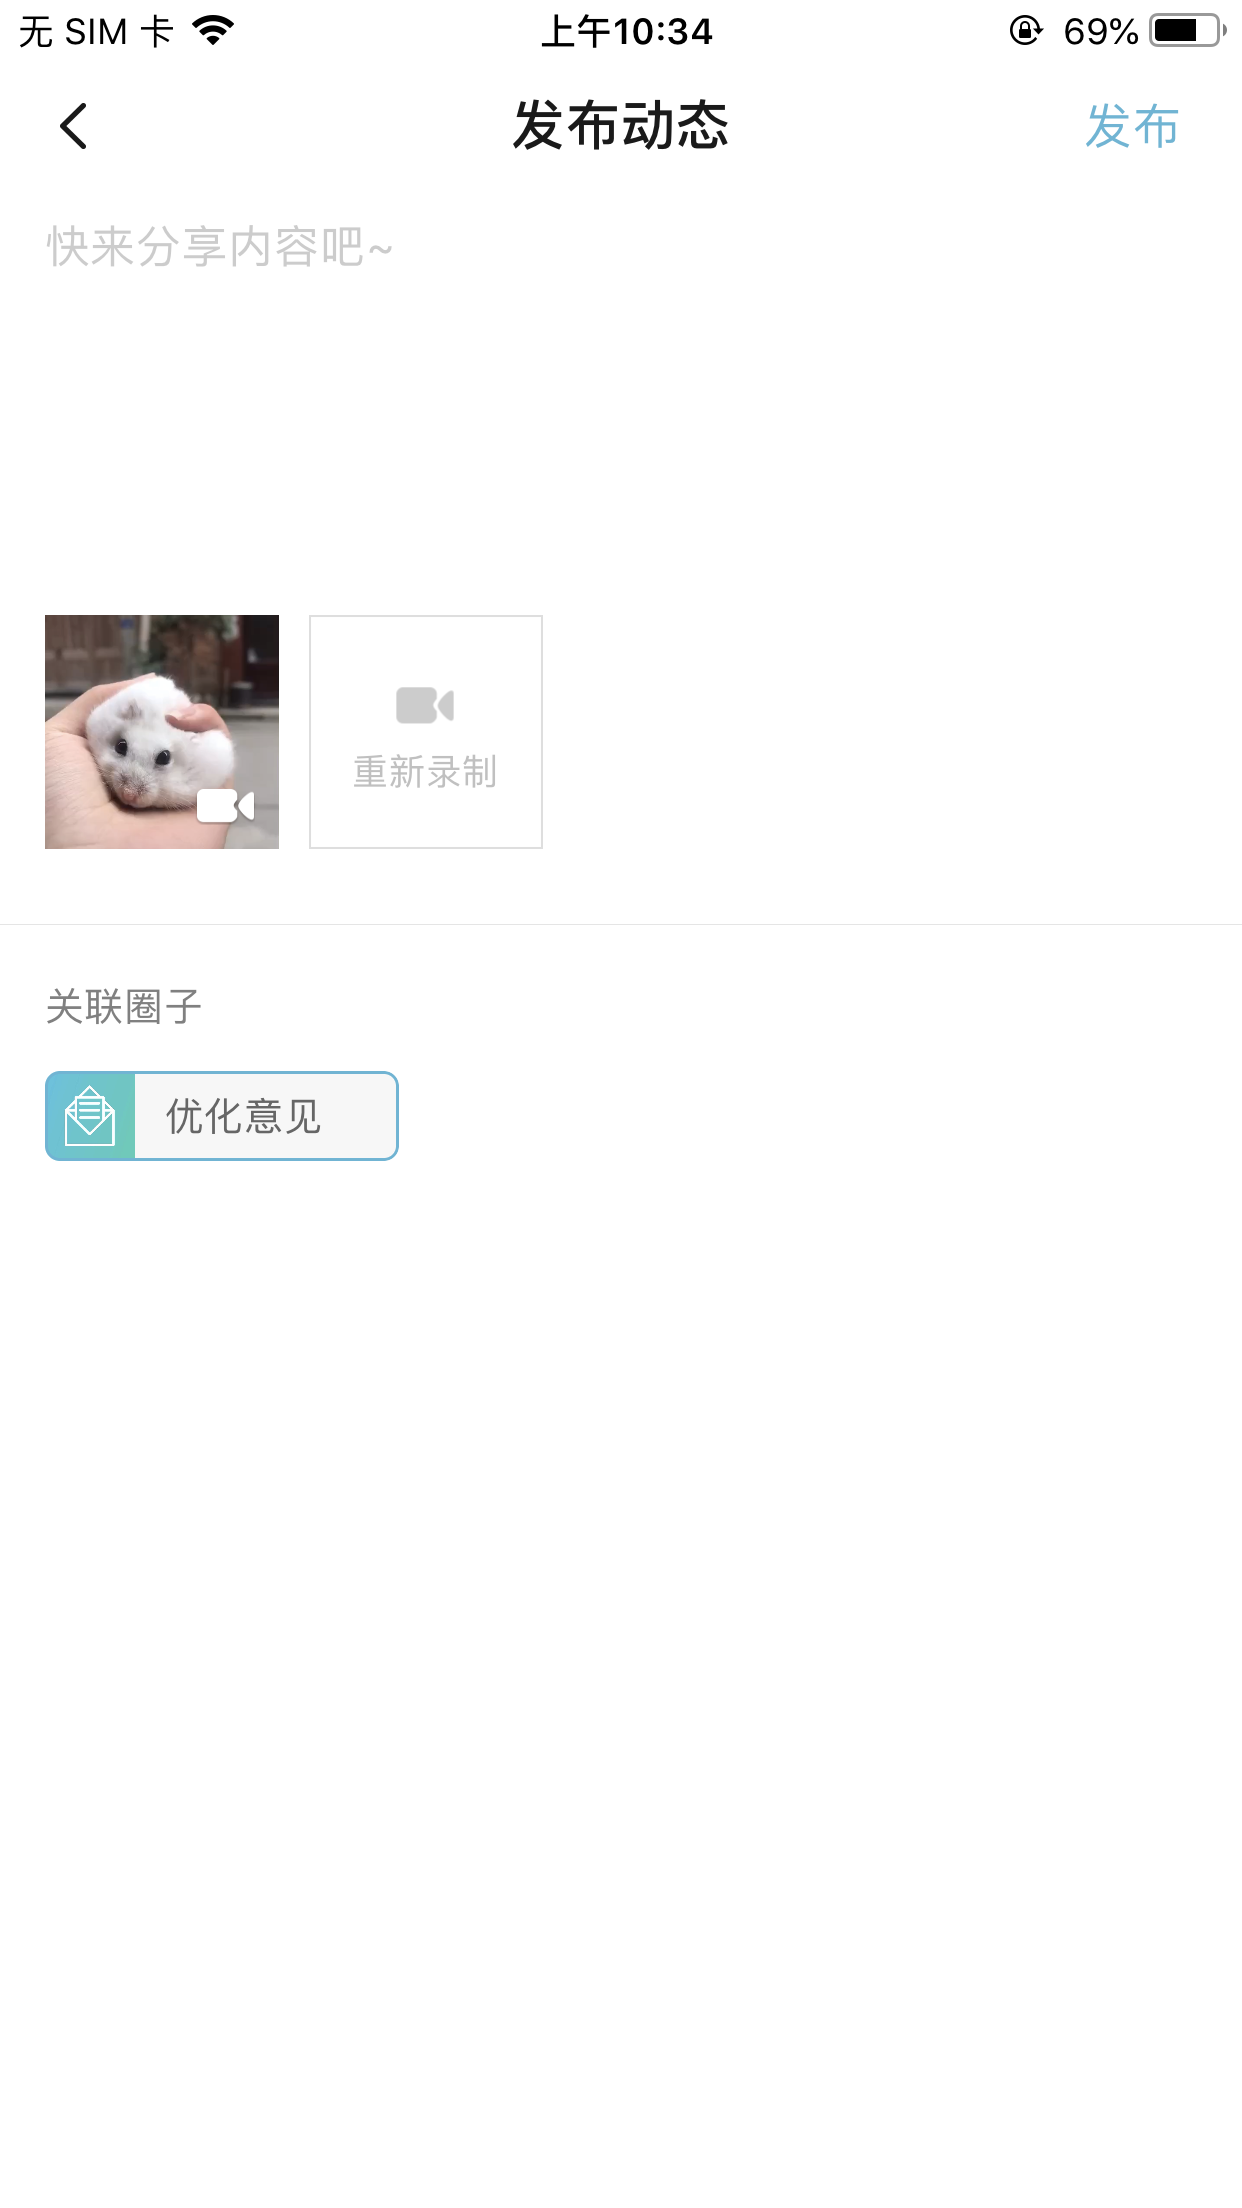 无 SIM 卡
上午10:34
69%
发布动态
发布
快来分享内容吧~
重新录制
关联圈子
优化意见